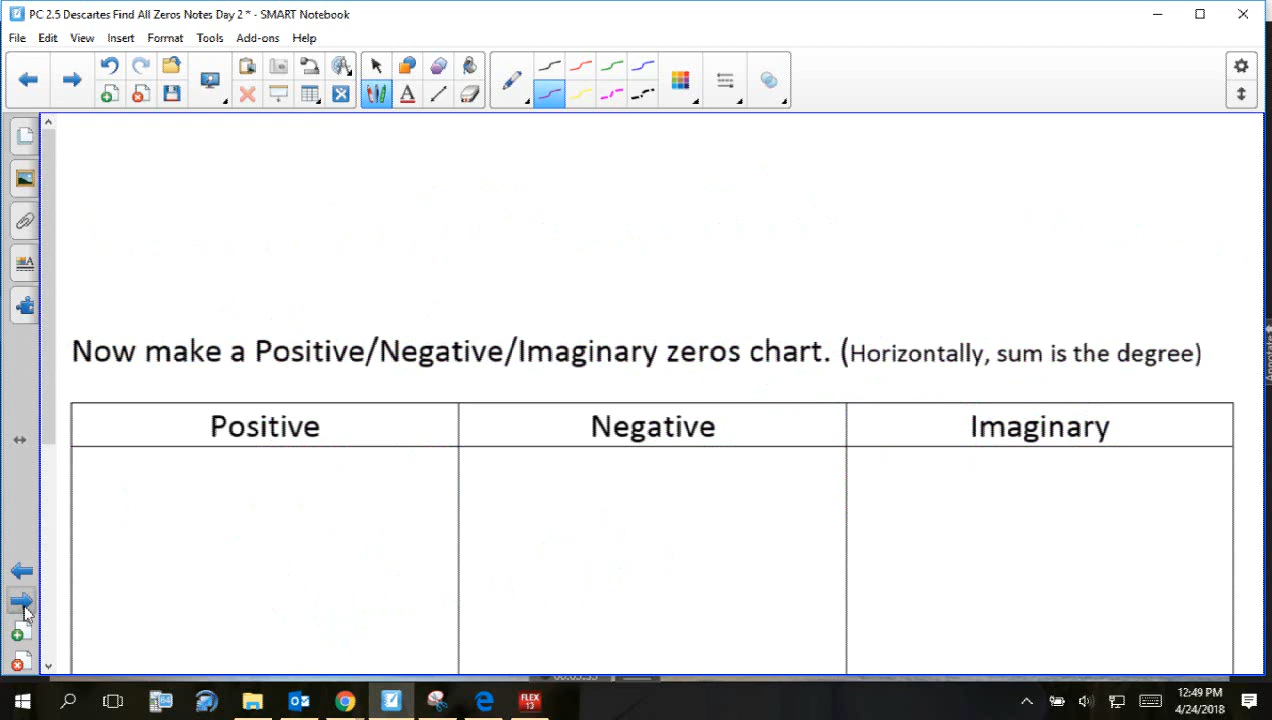 PC 2.5 Descartes Find All Zeros Notes Day 2 * - SMART Notebook
File Edit View Insert Format Tools Add-ons Help
Now make a Positive/Negative/Imaginary zeros chart. (Horizontally, sum is the degree)
Positive Negative Imaginary
FLEX
13
12:49 PM
4/24/2018